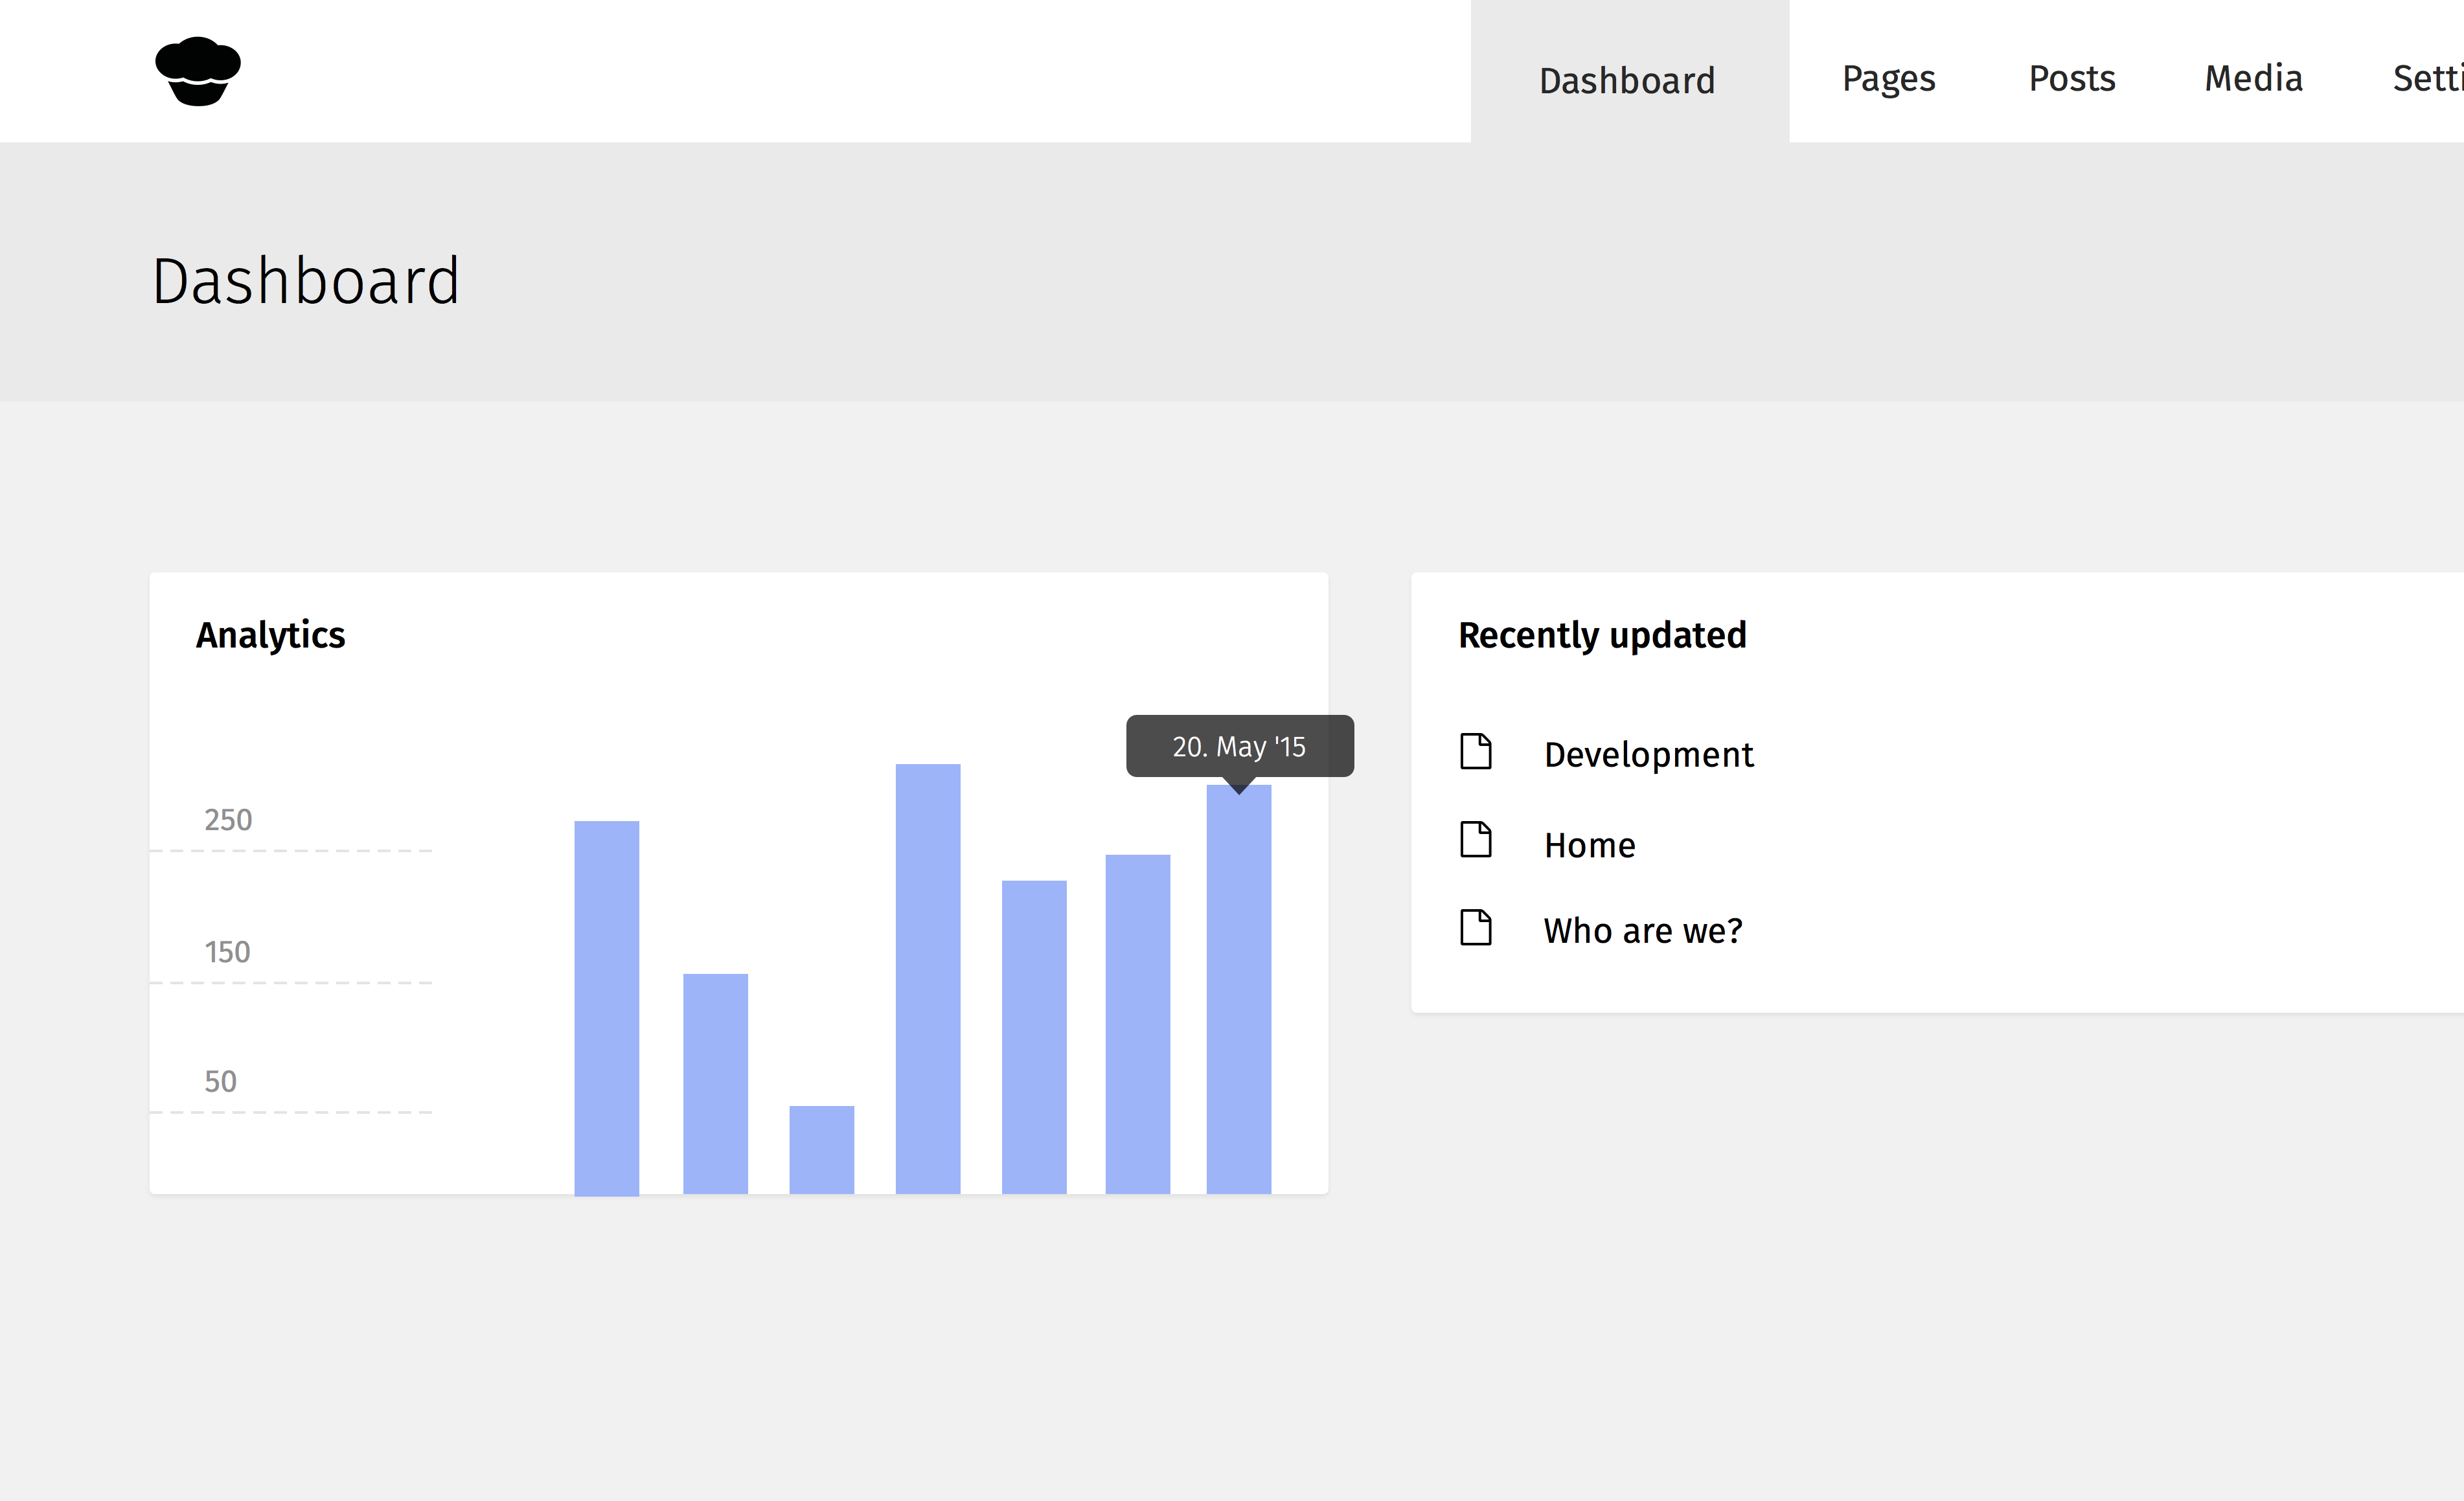 Dashboard
Pages
Posts
Media
Dashboard
Analytics
20. May '15
250
150
50
Recently updated
Development
Home
Who are we?